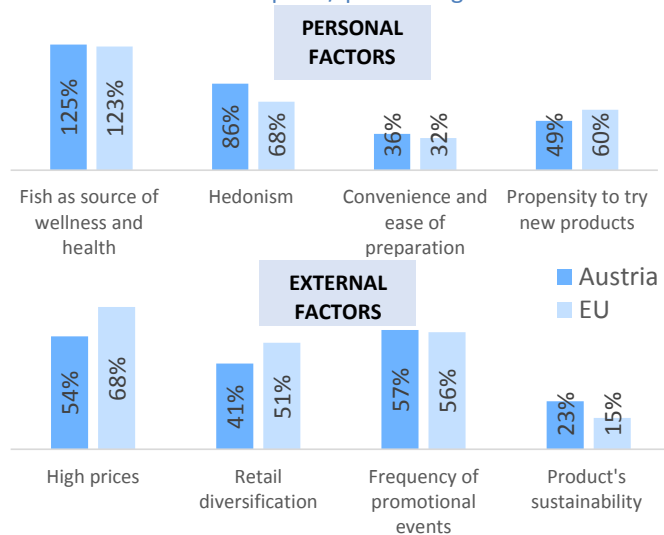 PERSONAL
FACTORS
125%
123%
86%
68%
36%
32%
49%
60%
Fish as source of
wellness and
health
Hedonism
Convenience and
ease of
preparation
Propensity to try
new products
EXTERNAL
FACTORS
Austria
EU
54%
68%
41%
51%
57%
56%
23%
15%
High prices
Retail
diversification
Frequency of
promotional
events
Product's
sustainability